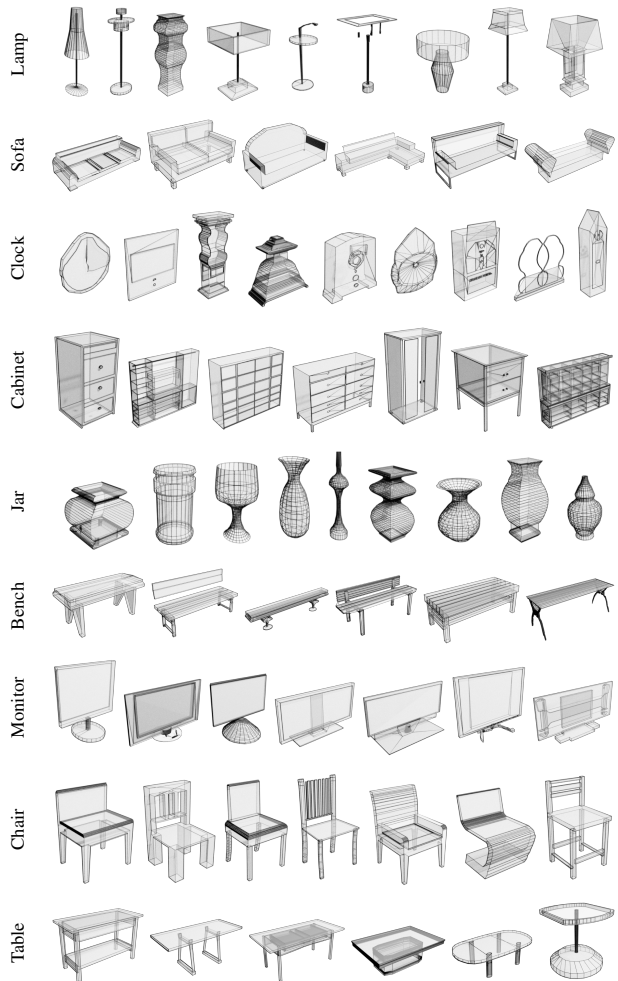 Lamp
Sofa
Clock
Cabinet
Jar
Bench
Monitor
Chair
Table